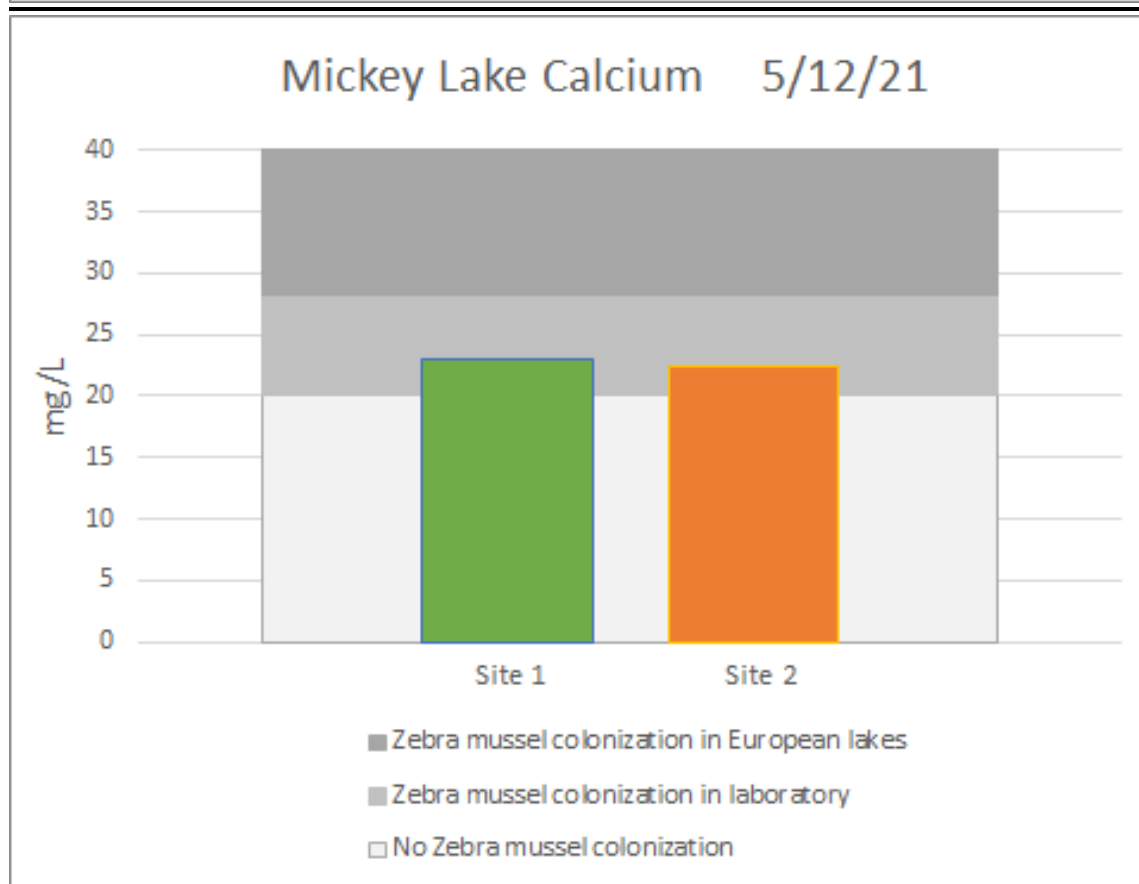 Mickey Lake Calcium 5/12/21
40
35
30
25
20
15
10
5
0
mg/L
Site 1 Site 2
Zebra mussel colonization in European lakes
Zebra mussel colonization in laboratory
No Zebra mussel colonization